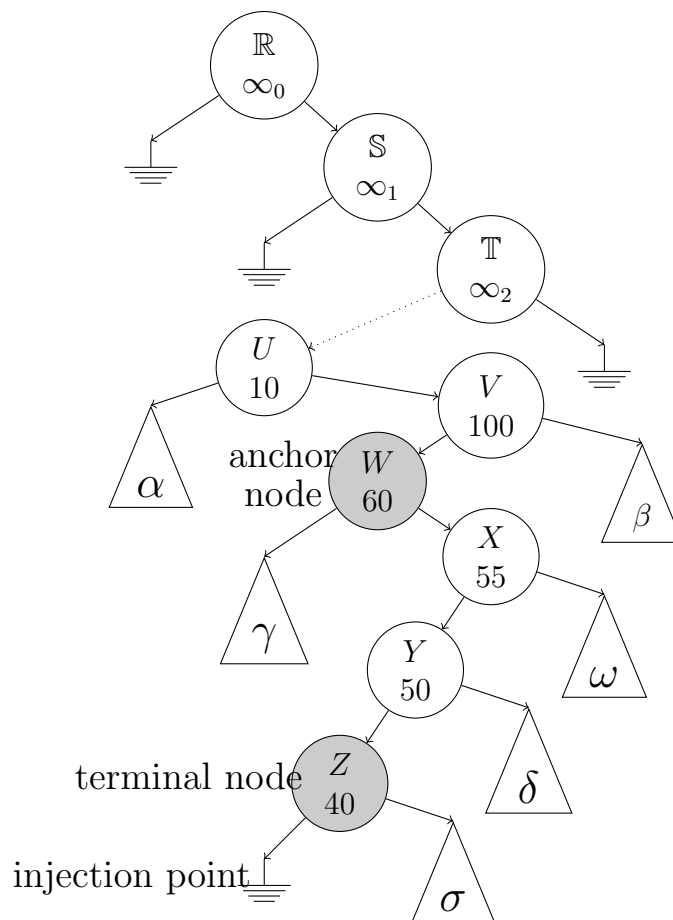 ℝ
∞₀
𝕊
∞₁
𝕋
∞₂
U
10
V
100
α
anchor
node
W
60
β
X
55
γ
Y
50
ω
terminal node
Z
40
δ
injection point
σ